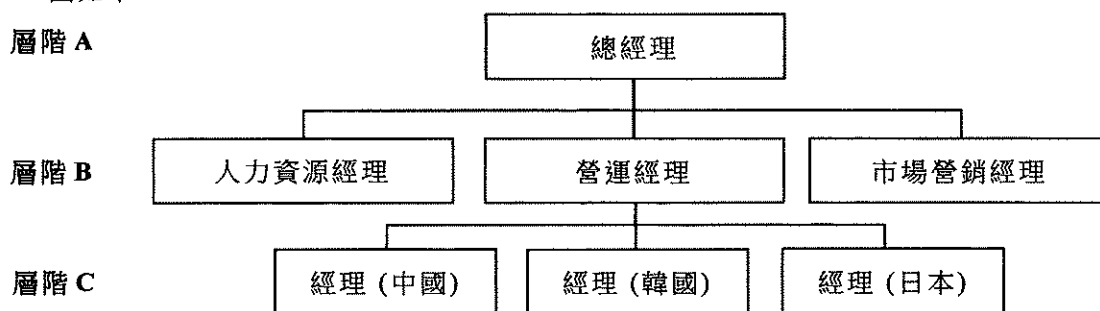 層階 A
總經理
層階 B
人力資源經理
營運經理
市場營銷經理
層階 C
經理 (中國)
經理 (韓國)
經理 (日本)